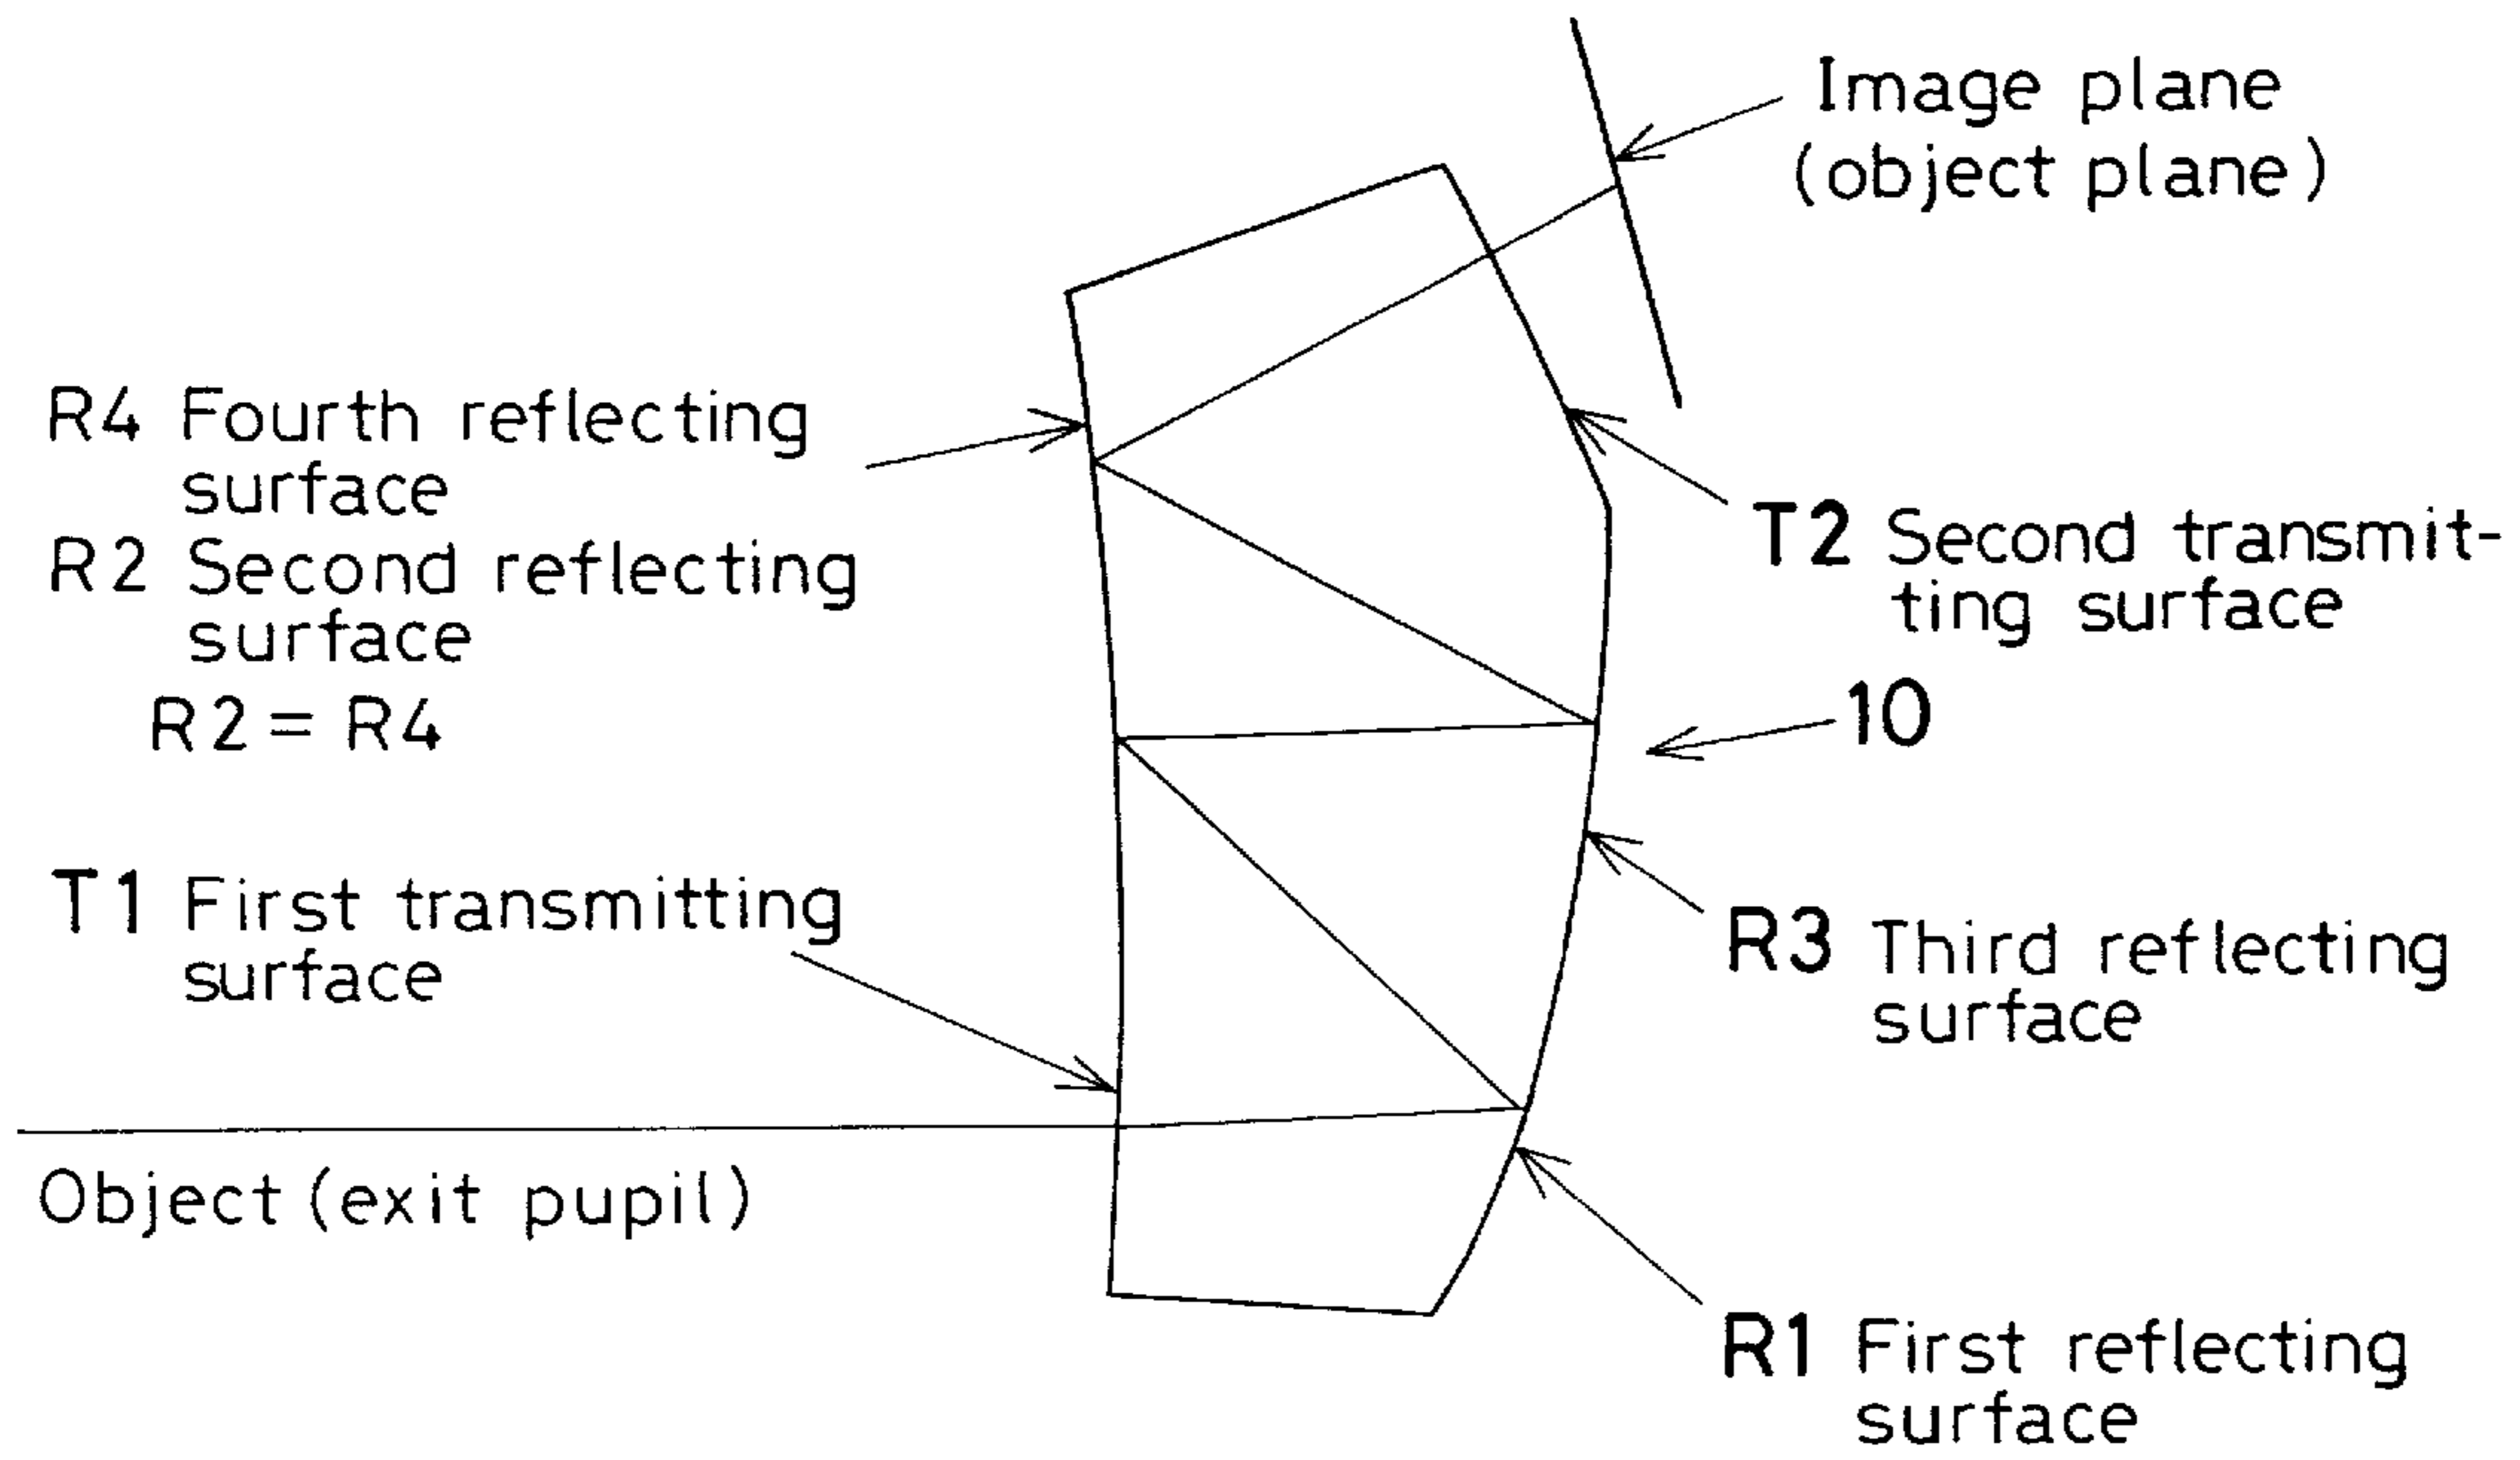 Image plane
(object plane)
R4 Fourth reflecting
surface
R2 Second reflecting
surface
R2 = R4
T2 Second transmit-
ting surface
10
T1 First transmitting
surface
R3 Third reflecting
surface
Object (exit pupil)
R1 First reflecting
surface